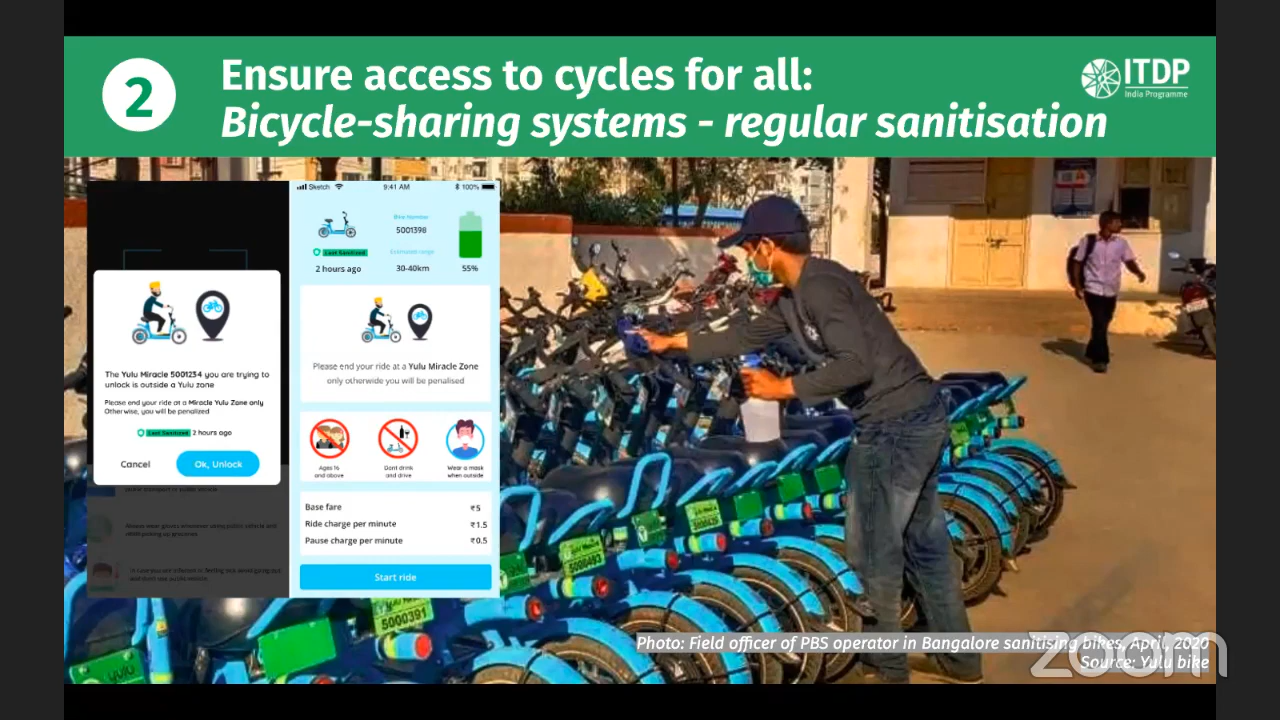 2
Ensure access to cycles for all:
Bicycle-sharing systems - regular sanitisation
ITDP
India Programme
The Yulu Miracle 5001234 you are trying to
unlock is outside a Yulu zone
Please end your ride at a Miracle Yulu Zone only
Otherwise, you will be penalized
Last Sanitized 2 hours ago
Cancel
Ok, Unlock
Sketch
9:41 AM
100%
Bike Number
5001398
Last Sanitized
Estimated range
2 hours ago
30-40km
55%
Please end your ride at a Yulu Miracle Zone
only otherwide you will be penalised
Ages 16
and above
Dont drink
and drive
Wear a mask
when outside
Base fare
₹5
Ride charge per minute
₹1.5
Pause charge per minute
₹0.5
Start ride
5000391
5000493
Photo: Field officer of PBS operator in Bangalore sanitising bikes, April, 2020
Source: Yulu bike
zoom